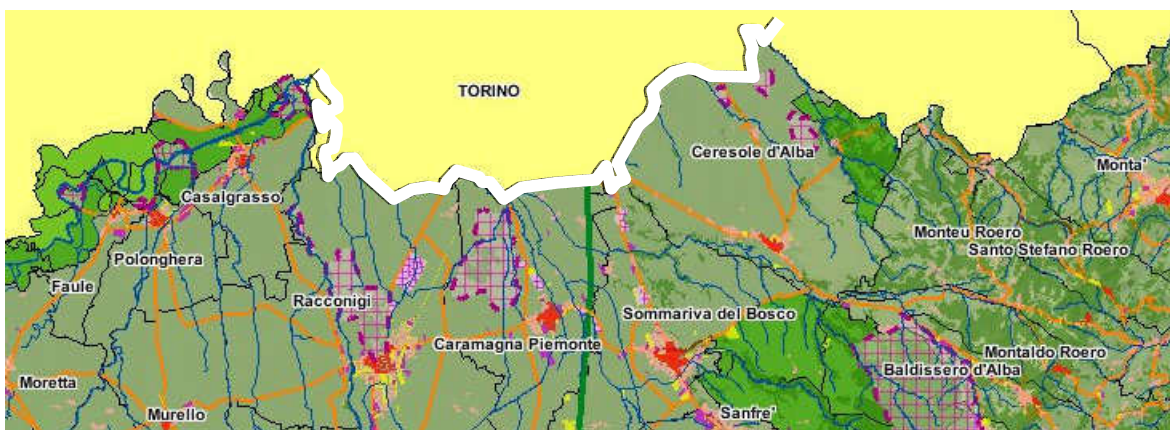 TORINO
Ceresole d'Alba
Monta'
Casalgrasso
Monteu Roero
Santo Stefano Roero
Polonghera
Faule
Racconigi
Sommariva del Bosco
Caramagna Piemonte
Montaldo Roero
Baldissero d'Alba
Moretta
Murello
Sanfre'